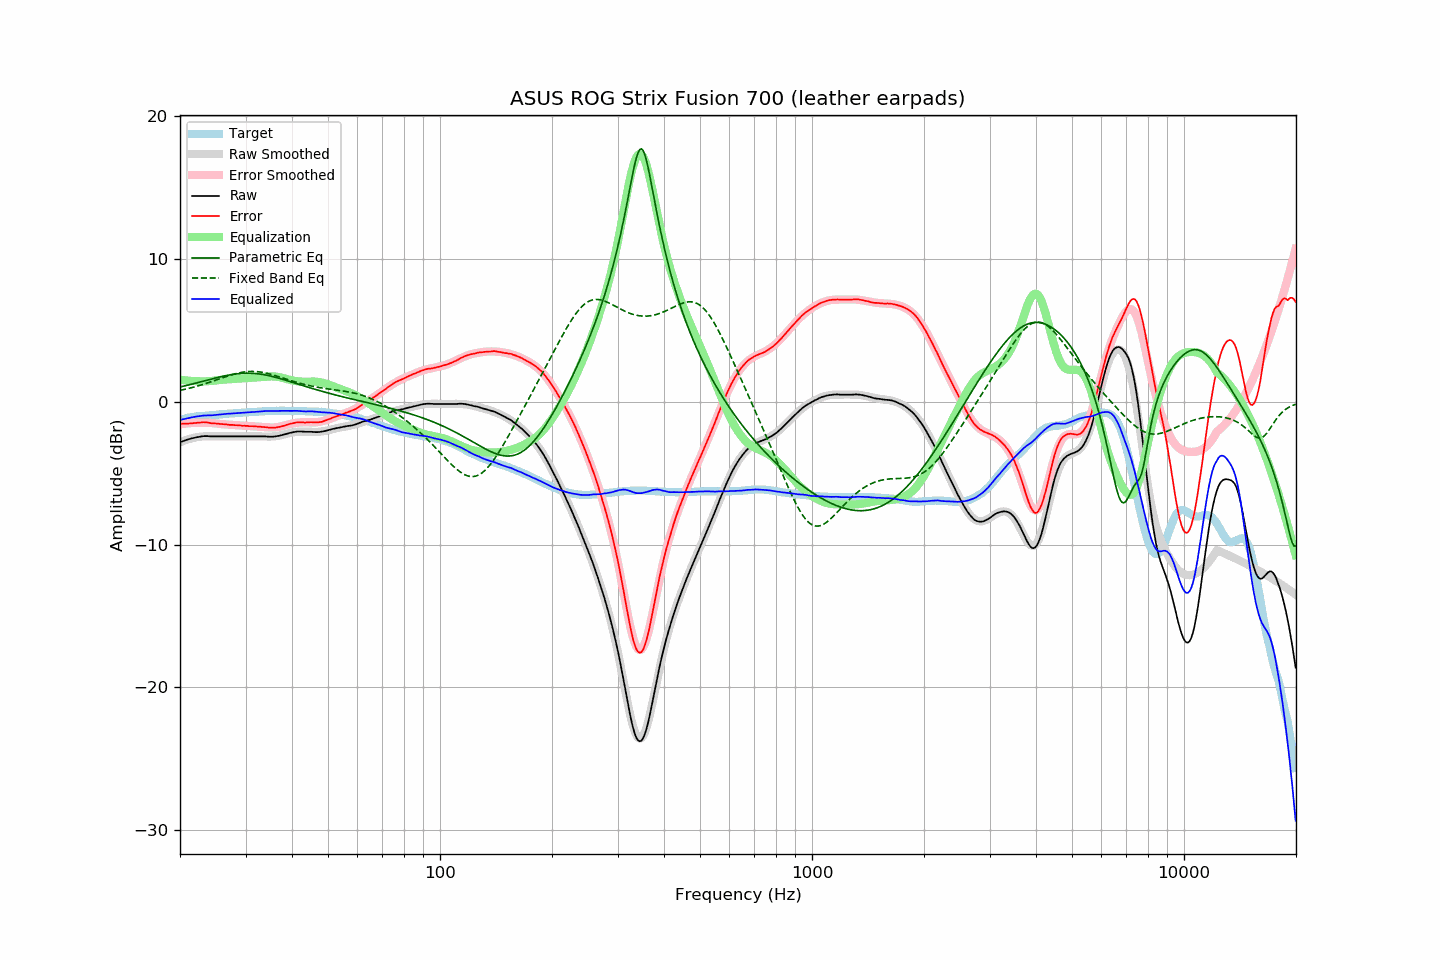 ASUS ROG Strix Fusion 700 (leather earpads)
20
10
0
−10
−20
−30
Amplitude (dBr)
Target
Raw Smoothed
Error Smoothed
Raw
Error
Equalization
Parametric Eq
Fixed Band Eq
Equalized
100
1000
10000
Frequency (Hz)